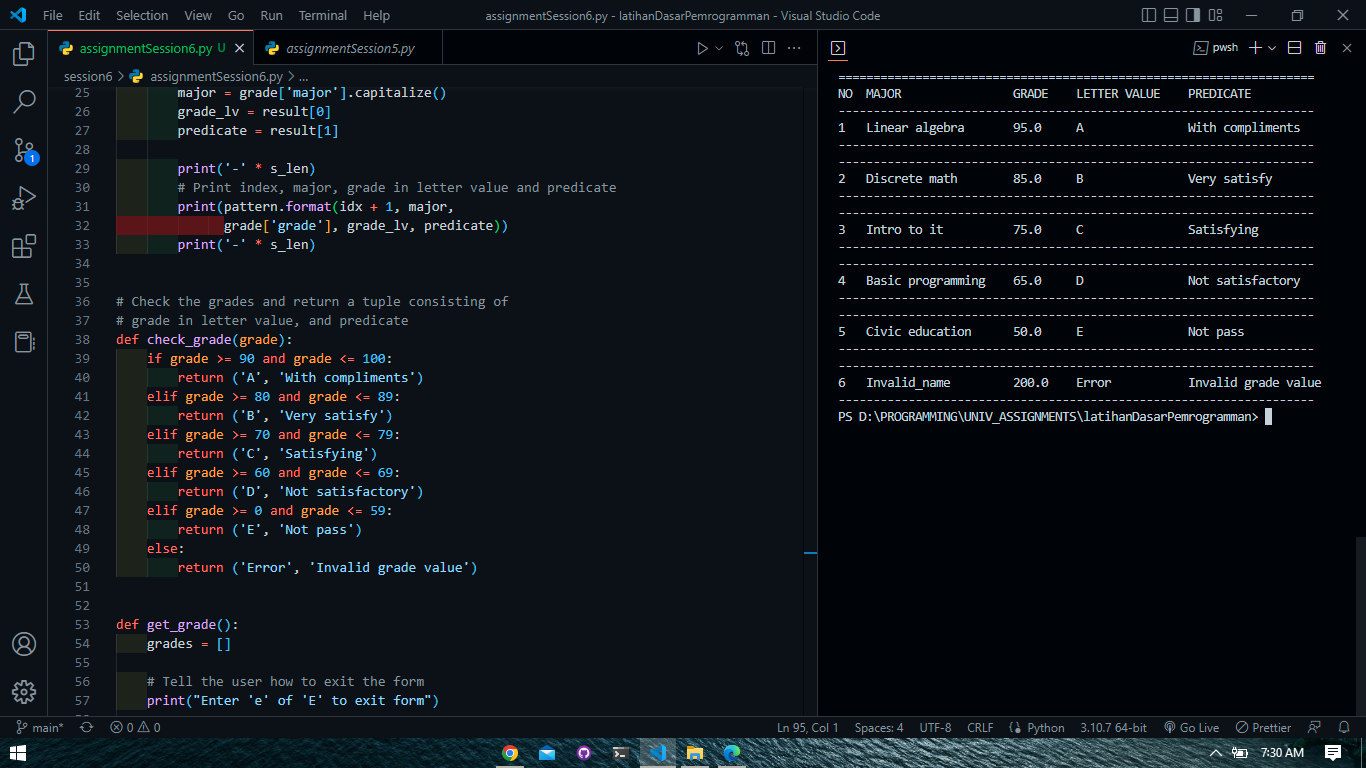 File Edit Selection View Go Run Terminal Help
assignmentSession6.py - latihanDasarPemrogramman - Visual Studio Code
assignmentSession6.py U
assignmentSession5.py
session6 > assignmentSession6.py > ...
25 major = grade['major'].capitalize()
26 grade_lv = result[0]
27 predicate = result[1]
28
29 print('-' * s_len)
30 # Print index, major, grade in letter value and predicate
31 print(pattern.format(idx + 1, major,
32 grade['grade'], grade_lv, predicate))
33 print('-' * s_len)
34
35
36 # Check the grades and return a tuple consisting of
37 # grade in letter value, and predicate
38 def check_grade(grade):
39 if grade >= 90 and grade <= 100:
40 return ('A', 'With compliments')
41 elif grade >= 80 and grade <= 89:
42 return ('B', 'Very satisfy')
43 elif grade >= 70 and grade <= 79:
44 return ('C', 'Satisfying')
45 elif grade >= 60 and grade <= 69:
46 return ('D', 'Not satisfactory')
47 elif grade >= 0 and grade <= 59:
48 return ('E', 'Not pass')
49 else:
50 return ('Error', 'Invalid grade value')
51
52
53 def get_grade():
54 grades = []
55
56 # Tell the user how to exit the form
57 print("Enter 'e' of 'E' to exit form")
pwsh
====================================================================
NO MAJOR GRADE LETTER VALUE PREDICATE
--------------------------------------------------------------------
1 Linear algebra 95.0 A With compliments
--------------------------------------------------------------------
--------------------------------------------------------------------
2 Discrete math 85.0 B Very satisfy
--------------------------------------------------------------------
--------------------------------------------------------------------
3 Intro to it 75.0 C Satisfying
--------------------------------------------------------------------
--------------------------------------------------------------------
4 Basic programming 65.0 D Not satisfactory
--------------------------------------------------------------------
--------------------------------------------------------------------
5 Civic education 50.0 E Not pass
--------------------------------------------------------------------
--------------------------------------------------------------------
6 Invalid_name 200.0 Error Invalid grade value
--------------------------------------------------------------------
PS D:\PROGRAMMING\UNIV_ASSIGNMENTS\latihanDasarPemrogramman>
1
main* 0 0 Ln 95, Col 1 Spaces: 4 UTF-8 CRLF Python 3.10.7 64-bit Go Live Prettier
7:30 AM